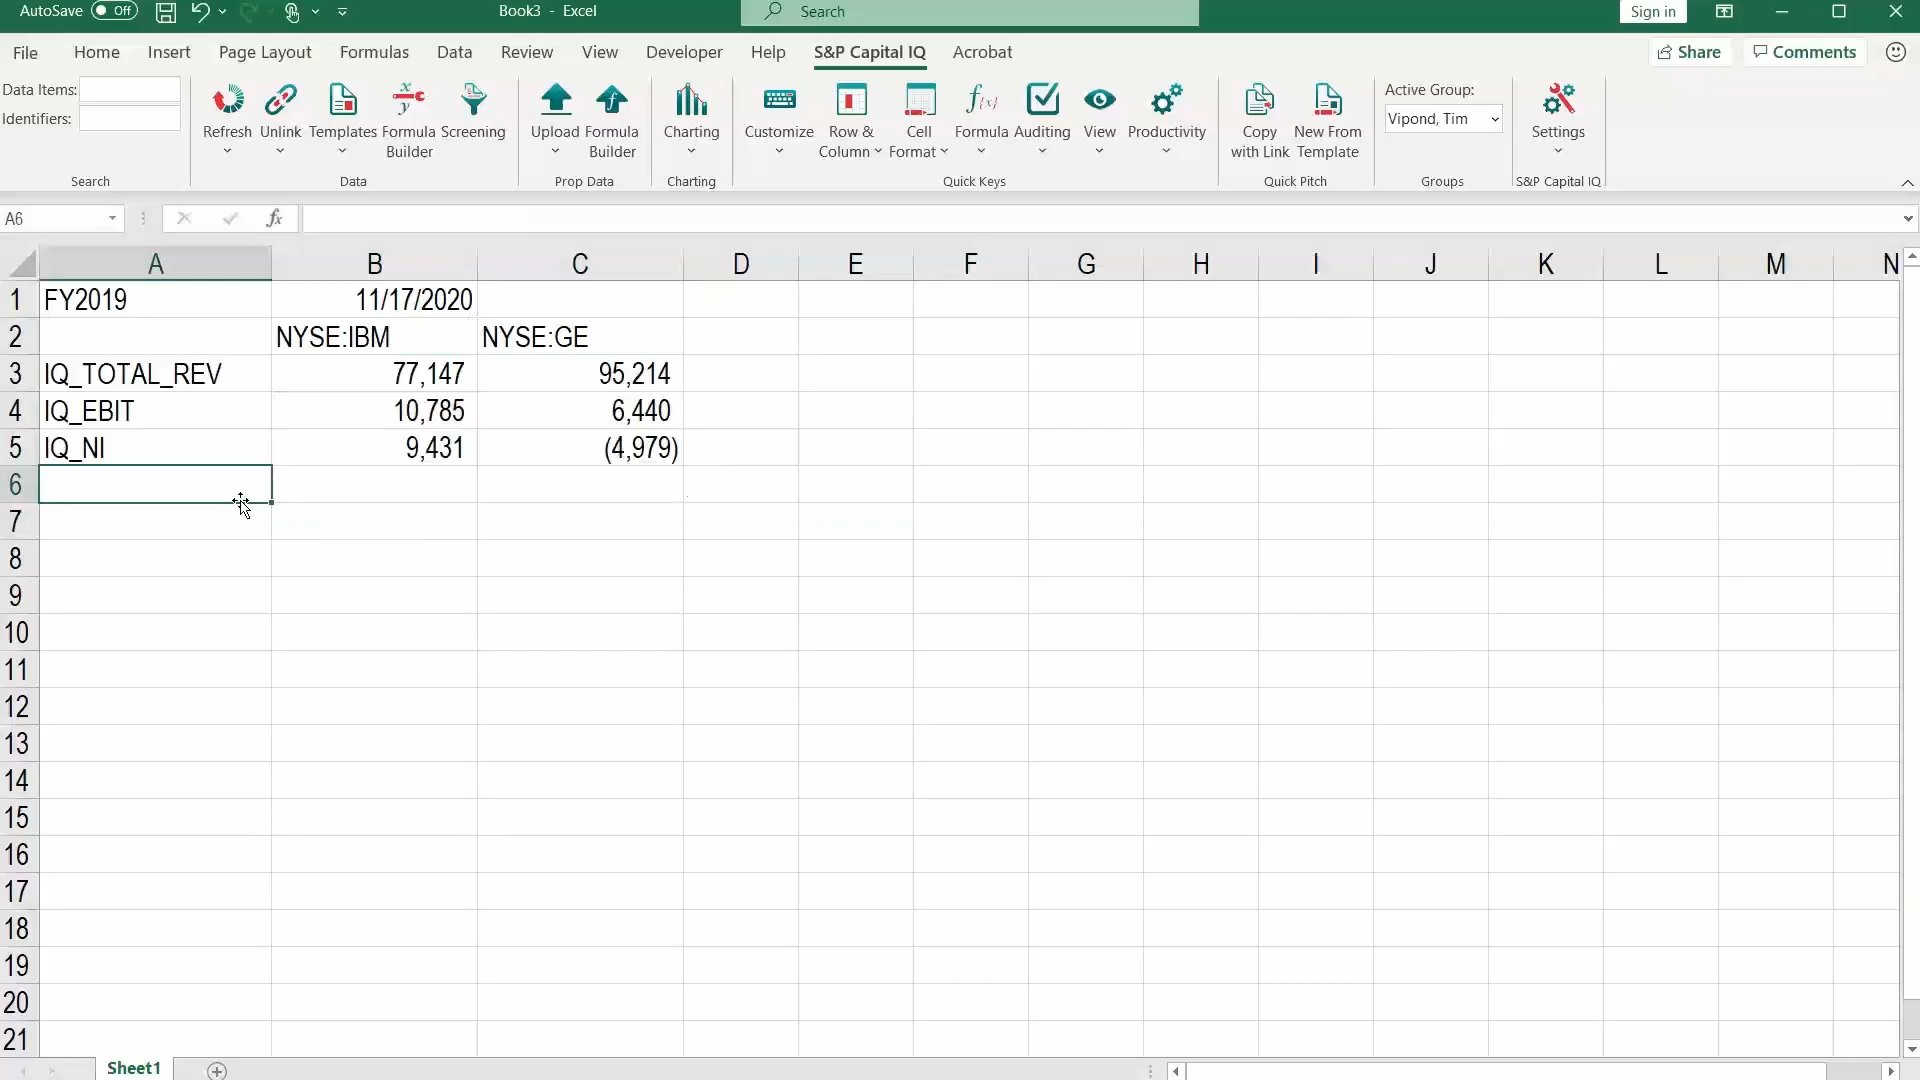 AutoSave Off Book3 - Excel Search Sign in
File Home Insert Page Layout Formulas Data Review View Developer Help S&P Capital IQ Acrobat Share Comments
Data Items:
Identifiers:
Refresh Unlink Templates Formula Builder Screening Upload Formula Builder Charting Customize Row & Column Cell Format Formula Auditing View Productivity Copy with Link New From Template Active Group: Settings
Vipond, Tim
Search Data Prop Data Charting Quick Keys Quick Pitch Groups S&P Capital IQ
A6 fx
A B C D E F G H I J K L M N
1 FY2019 11/17/2020
2 NYSE:IBM NYSE:GE
3 IQ_TOTAL_REV 77,147 95,214
4 IQ_EBIT 10,785 6,440
5 IQ_NI 9,431 (4,979)
6
7
8
9
10
11
12
13
14
15
16
17
18
19
20
21
Sheet1